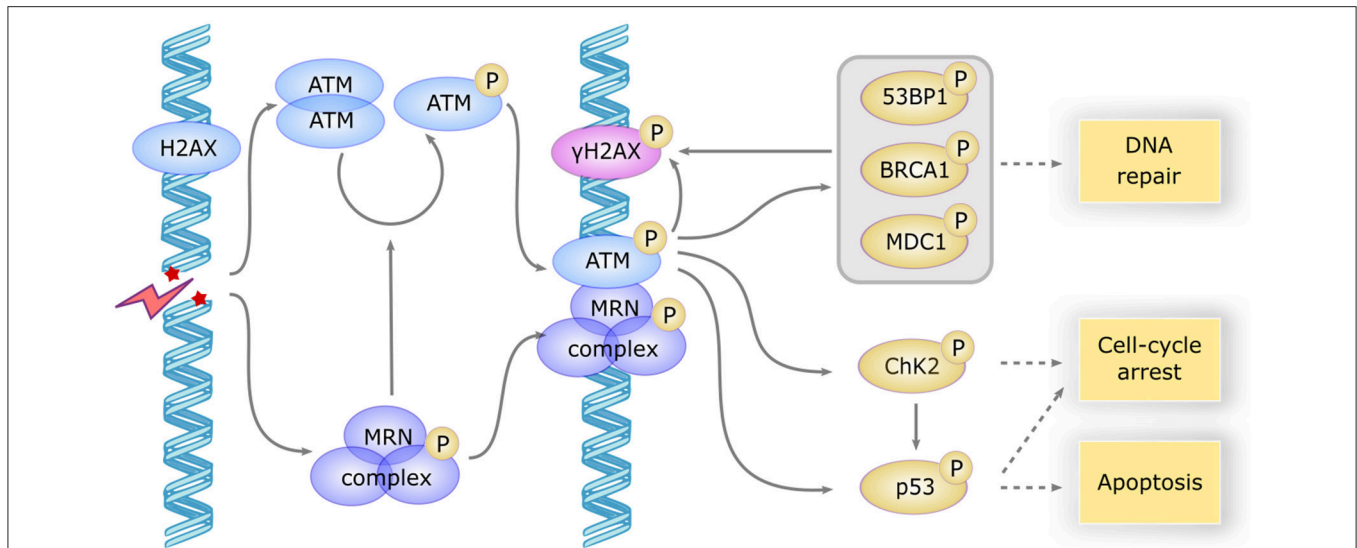 H2AX
ATM
ATM
ATM
P
MRN
complex
P
γH2AX
P
ATM
P
MRN
complex
P
53BP1
P
BRCA1
P
MDC1
P
ChK2
P
p53
P
DNA
repair
Cell-cycle
arrest
Apoptosis